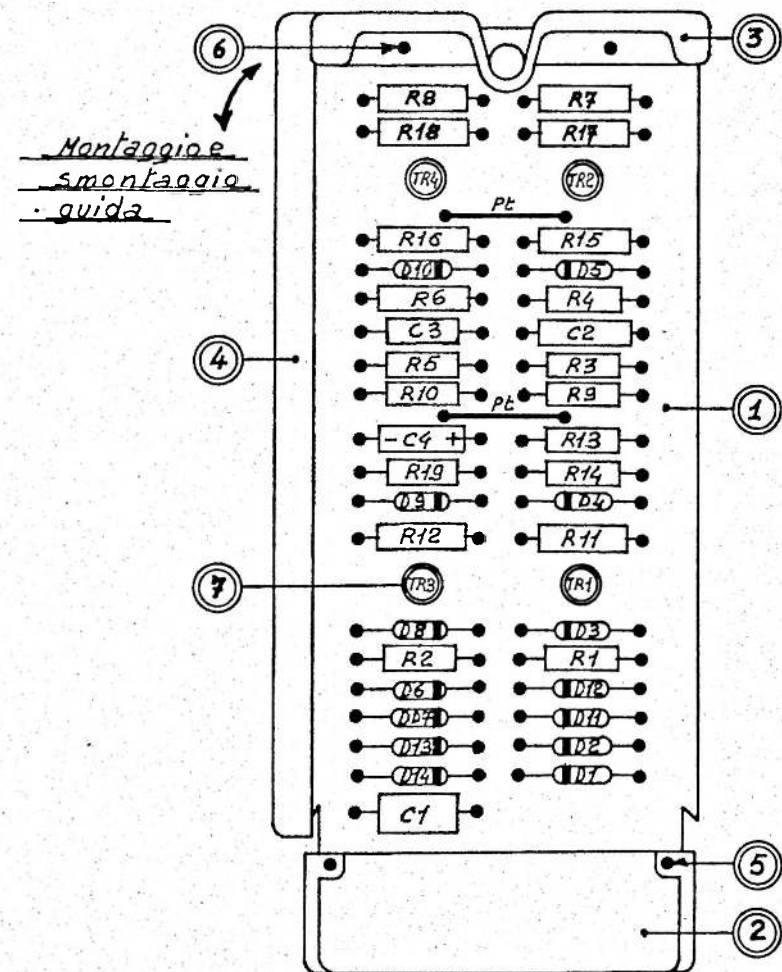 6
3
R8 R7
R18 R17
Montaggio e
smontaggio
guida
TR4 TR2
Pt
R16 R15
D10 D5
R6 R4
C3 C2
4
R5 R3
R10 R9
Pt
1
- C4 + R13
R19 R14
D9 D4
R12 R11
7
TR3 TR1
D8 D3
R2 R1
D6 D12
D07 D11
D13 D2
D14 D1
C1
5
2